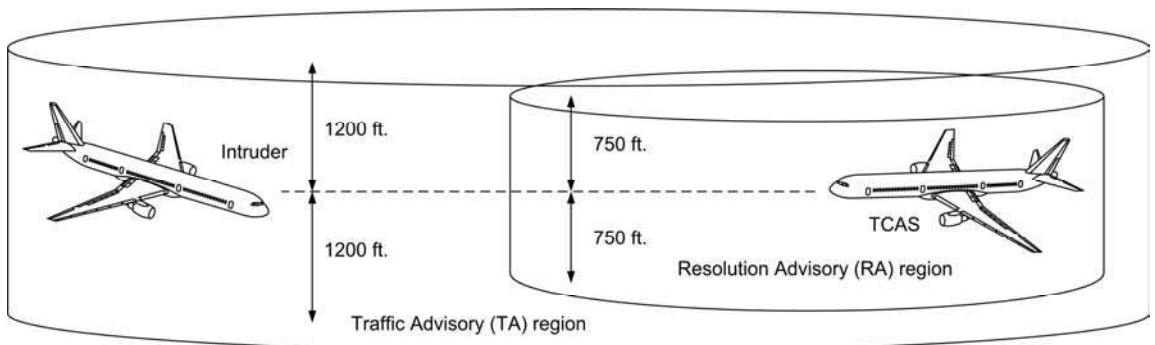 1200 ft.
750 ft.
Intruder
TCAS
1200 ft.
750 ft.
Resolution Advisory (RA) region
Traffic Advisory (TA) region